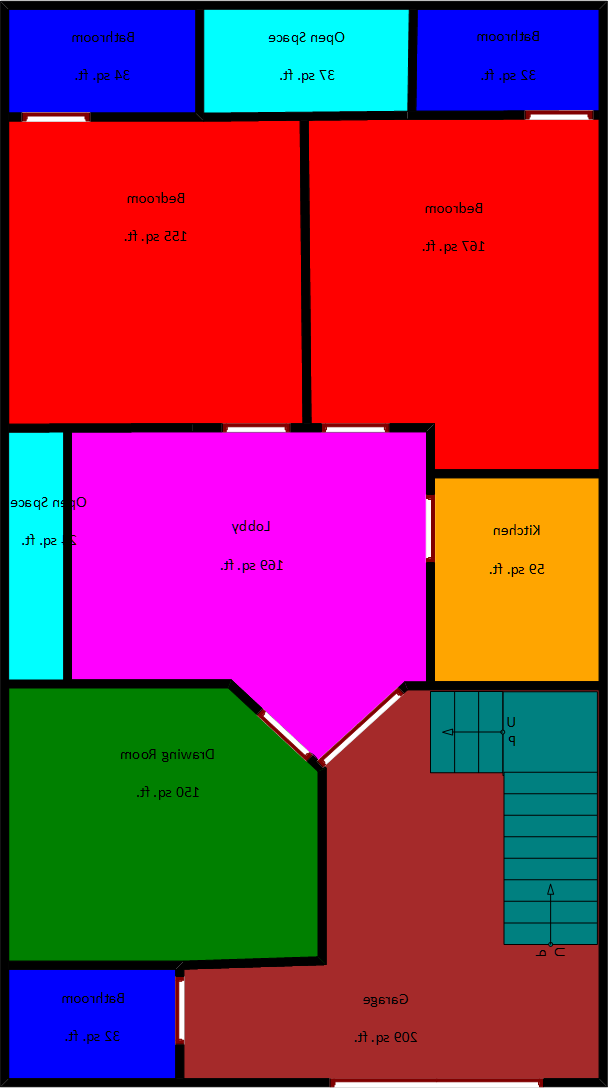 Bathroom
34 sq. ft.
Open Space
37 sq. ft.
Bathroom
32 sq. ft.
Bedroom
155 sq. ft.
Bedroom
167 sq. ft.
Open Space
sq. ft.
Lobby
169 sq. ft.
Kitchen
59 sq. ft.
Up
Drawing Room
150 sq. ft.
Up
Bathroom
32 sq. ft.
Garage
209 sq. ft.